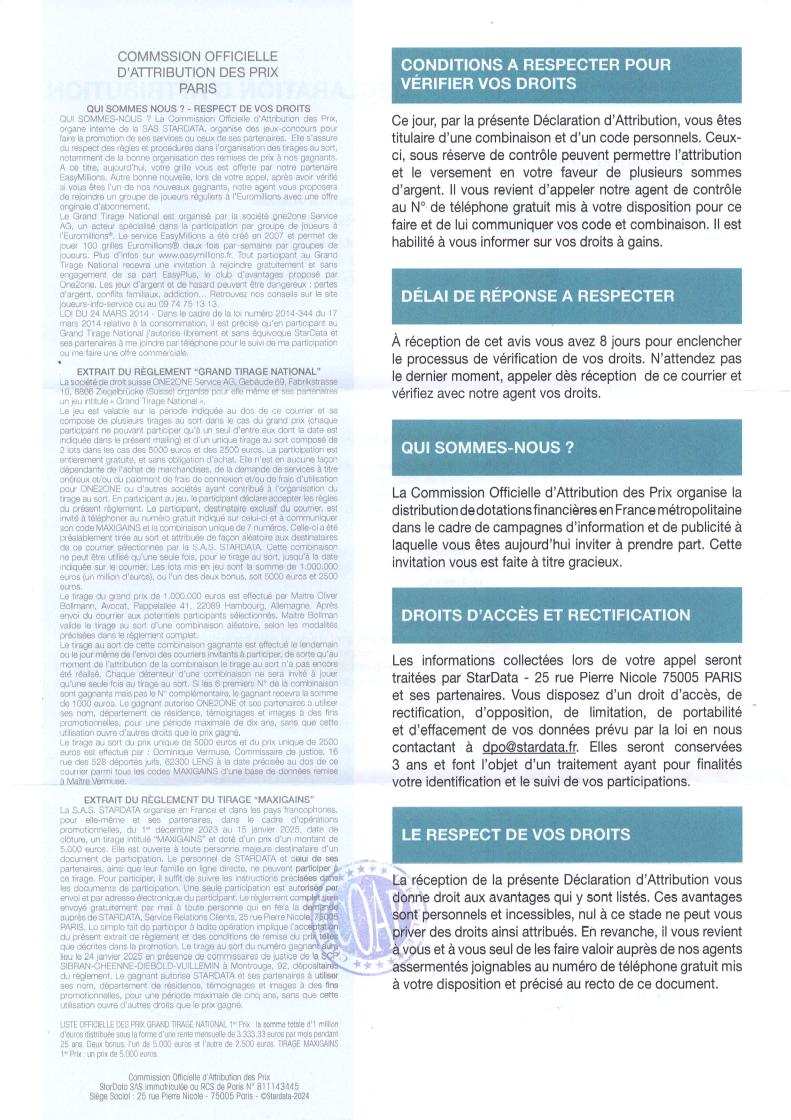 COMMSSION OFFICIELLE
D'ATTRIBUTION DES PRIX
PARIS
QUI SOMMES NOUS ? - RESPECT DE VOS DROITS
QUI SOMMES-NOUS ? La Commission Officielle d'Attribution des Prix,
organe interne de la SAS STARDATA, organise des jeux-concours pour
faire la promotion de ses services ou ceux de ses partenaires. Elle s'assure
du respect des règles et procédures dans l'organisation des tirages au sort,
notamment de la bonne organisation des remises de prix à nos gagnants.
A ce titre, aujourd'hui, votre grille vous est offerte par notre partenaire
EasyMillions. Autre bonne nouvelle, lors de votre appel, après avoir vérifié
si vous êtes l'un de nos nouveaux gagnants, notre agent vous proposera
de rejoindre un groupe de joueurs réguliers à l'Euromillions avec une offre
originale d'abonnement.
Le Grand Tirage National est organisé par la société one2one Service
AG, un acteur spécialisé dans la participation par groupe de joueurs à
l'Euromillions®. Le service EasyMillions a été créé en 2007 et permet de
jouer 100 grilles Euromillions® deux fois par-semaine par groupes de
joueurs. Plus d'infos sur www.easymillions.fr. Tout participant au Grand
Tirage National recevra une invitation à rejoindre gratuitement et sans
engagement de sa part EasyPlus, le club d'avantages proposé par
One2one. Les jeux d'argent et de hasard peuvent être dangereux : pertes
d'argent, conflits familiaux, addiction... Retrouvez nos conseils sur le site
joueurs-info-service ou au 09 74 75 13 13.
LOI DU 24 MARS 2014 - Dans le cadre de la loi numéro 2014-344 du 17
mars 2014 relative à la consommation, il est précisé qu'en participant au
Grand Tirage National j'autorise librement et sans équivoque StarData et
ses partenaires à me joindre par téléphone pour le suivi de ma participation
ou me faire une offre commerciale.
EXTRAIT DU RÈGLEMENT "GRAND TIRAGE NATIONAL"
La société de droit suisse ONE2ONE Service AG, Gebäude 69, Fabrikstrasse
10, 8866 Ziegelbrücke (Suisse) organise pour elle même et ses partenaires
un jeu intitulé « Grand Tirage National ».
Le jeu est valable sur la période indiquée au dos de ce courrier et se
compose de plusieurs tirages au sort dans le cas du grand prix (chaque
participant ne pouvant participer qu'à un seul d'entre eux dont la date est
indiquée dans le présent mailing) et d'un unique tirage au sort composé de
2 lots dans les cas des 5000 euros et des 2500 euros. La participation est
entièrement gratuite, et sans obligation d'achat. Elle n'est en aucune façon
dépendante de l'achat de marchandises, de la demande de services à titre
onéreux et/ou du paiement de frais de connexion et/ou de frais d'utilisation
pour ONE2ONE ou d'autres sociétés ayant contribué à l'organisation du
tirage au sort. En participant au jeu, le participant déclare accepter les règles
du présent règlement. Le participant, destinataire exclusif du courrier, est
invité à téléphoner au numéro gratuit indiqué sur celui-ci et à communiquer
son code MAXIGAINS et la combinaison unique de 7 numéros. Celle-ci a été
préalablement tirée au sort et attribuée de façon aléatoire aux destinataires
de ce courrier sélectionnés par la S.A.S. STARDATA. Cette combinaison
ne peut être utilisé qu'une seule fois, pour le tirage au sort, jusqu'à la date
indiquée sur le courrier. Les lots mis en jeu sont la somme de 1.000.000
euros (un million d'euros), ou l'un des deux bonus, soit 5000 euros et 2500
euros.
Le tirage du grand prix de 1.000.000 euros est effectué par Maitre Oliver
Bollmann, Avocat, Pappelallee 41, 22089 Hambourg, Allemagne. Après
envoi du courrier aux potentiels participants sélectionnés, Maitre Bollman
valide le tirage au sort d'une combinaison aléatoire, selon les modalités
précisées dans le règlement complet.
Le tirage au sort de cette combinaison gagnante est effectué le lendemain
ou le jour même de l'envoi des courriers invitants à participer, de sorte qu'au
moment de l'attribution de la combinaison le tirage au sort n'a pas encore
été réalisé. Chaque détenteur d'une combinaison ne sera invité à jouer
qu'une seule fois au tirage au sort. Si les 6 premiers N° de la combinaison
sont gagnants mais pas le N° complémentaire, le gagnant recevra la somme
de 1000 euros. Le gagnant autorise ONE2ONE et ses partenaires à utiliser
ses nom, département de résidence, témoignages et images à des fins
promotionnelles, pour une période maximale de dix ans, sans que cette
utilisation ouvre d'autres droits que le prix gagné.
Le tirage au sort du prix unique de 5000 euros et du prix unique de 2500
euros est effectué par : Dominique Vermuse, Commissaire de justice, 16
rue des 528 déportés juifs, 62300 LENS à la date précisée au dos de ce
courrier parmi tous les codes MAXIGAINS d'une base de données remise
à Maître Vermuse.
EXTRAIT DU RÈGLEMENT DU TIRAGE "MAXIGAINS"
La S.A.S. STARDATA organise en France et dans les pays francophones,
pour elle-même et ses partenaires, dans le cadre d'opérations
promotionnelles, du 1er décembre 2023 au 15 janvier 2025, date de
clôture, un tirage intitulé "MAXIGAINS" et doté d'un prix d'un montant de
5.000 euros. Elle est ouverte à toute personne majeure destinataire d'un
document de participation. Le personnel de STARDATA et celui de ses
partenaires, ainsi que leur famille en ligne directe, ne peuvent participer à
ce tirage. Pour participer, il suffit de suivre les instructions précisées dans
les documents de participation. Une seule participation est autorisée par
envoi et par adresse électronique du participant. Le règlement complet sera
envoyé gratuitement par mail à toute personne qui en fera la demande
auprès de STARDATA, Service Relations Clients, 25 rue Pierre Nicole, 75005
PARIS. Le simple fait de participer à ladite opération implique l'acceptation
du présent extrait de règlement et des conditions de remise du prix telles
que décrites dans la promotion. Le tirage au sort du numéro gagnant aura
lieu le 24 janvier 2025 en présence de commissaires de justice de la SCP
SIBRAN-CHEENNE-DIEBOLD-VUILLEMIN à Montrouge, 92, dépositaires
du règlement. Le gagnant autorise STARDATA et ses partenaires à utiliser
ses nom, département de résidence, témoignages et images à des fins
promotionnelles, pour une période maximale de cinq ans, sans que cette
utilisation ouvre d'autres droits que le prix gagné.
LISTE OFFICIELLE DES PRIX GRAND TIRAGE NATIONAL 1er Prix : la somme totale d'1 million
d'euros distribuée sous la forme d'une rente mensuelle de 3 333,33 euros par mois pendant
25 ans. Deux bonus, l'un de 5.000 euros et l'autre de 2.500 euros. TIRAGE MAXIGAINS
1er Prix : un prix de 5.000 euros.
Commission Officielle d'Attribution des Prix
StarData SAS immatriculée au RCS de Paris N° 811143445
Siège Social : 25 rue Pierre Nicole - 75005 Paris - ©Stardata-2024
CONDITIONS A RESPECTER POUR
VÉRIFIER VOS DROITS
Ce jour, par la présente Déclaration d'Attribution, vous êtes
titulaire d'une combinaison et d'un code personnels. Ceux-
ci, sous réserve de contrôle peuvent permettre l'attribution
et le versement en votre faveur de plusieurs sommes
d'argent. Il vous revient d'appeler notre agent de contrôle
au N° de téléphone gratuit mis à votre disposition pour ce
faire et de lui communiquer vos code et combinaison. Il est
habilité à vous informer sur vos droits à gains.
DÉLAI DE RÉPONSE A RESPECTER
À réception de cet avis vous avez 8 jours pour enclencher
le processus de vérification de vos droits. N'attendez pas
le dernier moment, appeler dès réception de ce courrier et
vérifiez avec notre agent vos droits.
QUI SOMMES-NOUS ?
La Commission Officielle d'Attribution des Prix organise la
distribution de dotations financières en France métropolitaine
dans le cadre de campagnes d'information et de publicité à
laquelle vous êtes aujourd'hui inviter à prendre part. Cette
invitation vous est faite à titre gracieux.
DROITS D'ACCÈS ET RECTIFICATION
Les informations collectées lors de votre appel seront
traitées par StarData - 25 rue Pierre Nicole 75005 PARIS
et ses partenaires. Vous disposez d'un droit d'accès, de
rectification, d'opposition, de limitation, de portabilité
et d'effacement de vos données prévu par la loi en nous
contactant à dpo@stardata.fr. Elles seront conservées
3 ans et font l'objet d'un traitement ayant pour finalités
votre identification et le suivi de vos participations.
LE RESPECT DE VOS DROITS
La réception de la présente Déclaration d'Attribution vous
donne droit aux avantages qui y sont listés. Ces avantages
sont personnels et incessibles, nul à ce stade ne peut vous
priver des droits ainsi attribués. En revanche, il vous revient
à vous et à vous seul de les faire valoir auprès de nos agents
assermentés joignables au numéro de téléphone gratuit mis
à votre disposition et précisé au recto de ce document.
COAP